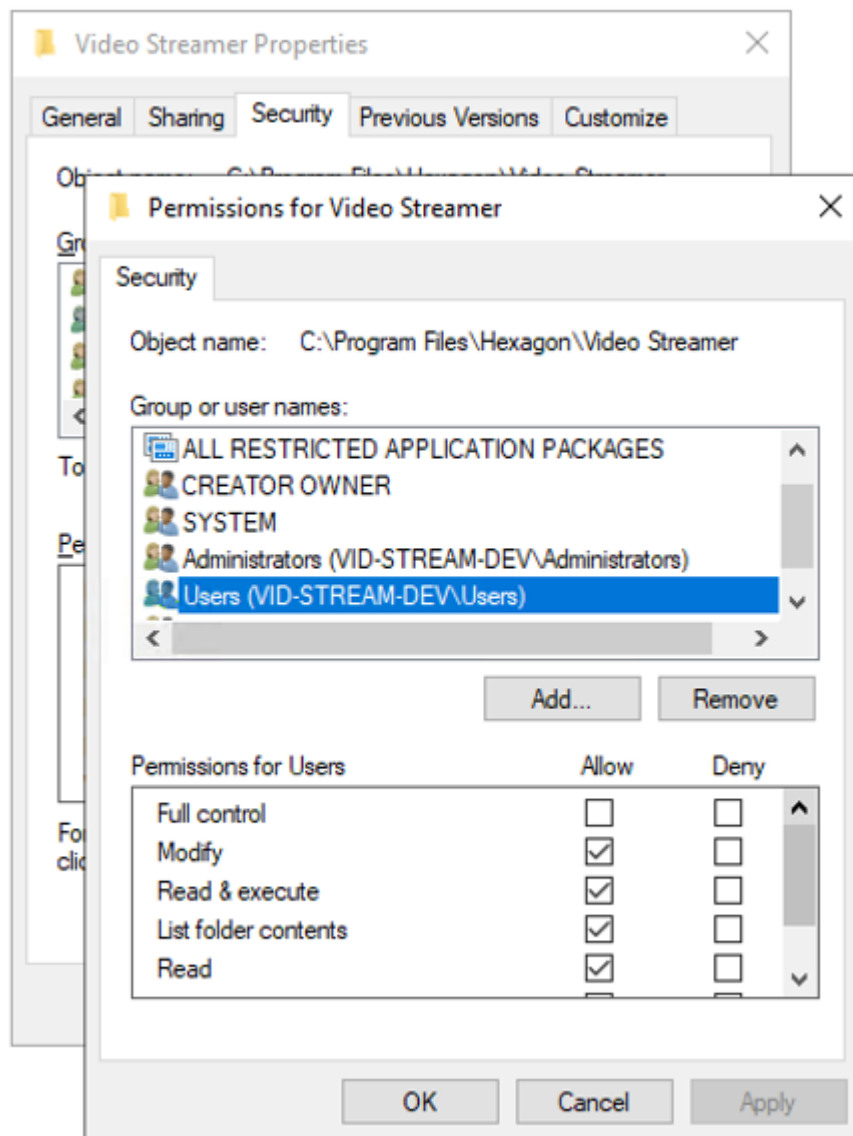 Video Streamer Properties
General Sharing Security Previous Versions Customize
Permissions for Video Streamer
Security
Object name: C:\Program Files\Hexagon\Video Streamer
Group or user names:
ALL RESTRICTED APPLICATION PACKAGES
CREATOR OWNER
SYSTEM
Administrators (VID-STREAM-DEV\Administrators)
Users (VID-STREAM-DEV\Users)
Add... Remove
Permissions for Users Allow Deny
Full control
Modify
Read & execute
List folder contents
Read
OK Cancel Apply